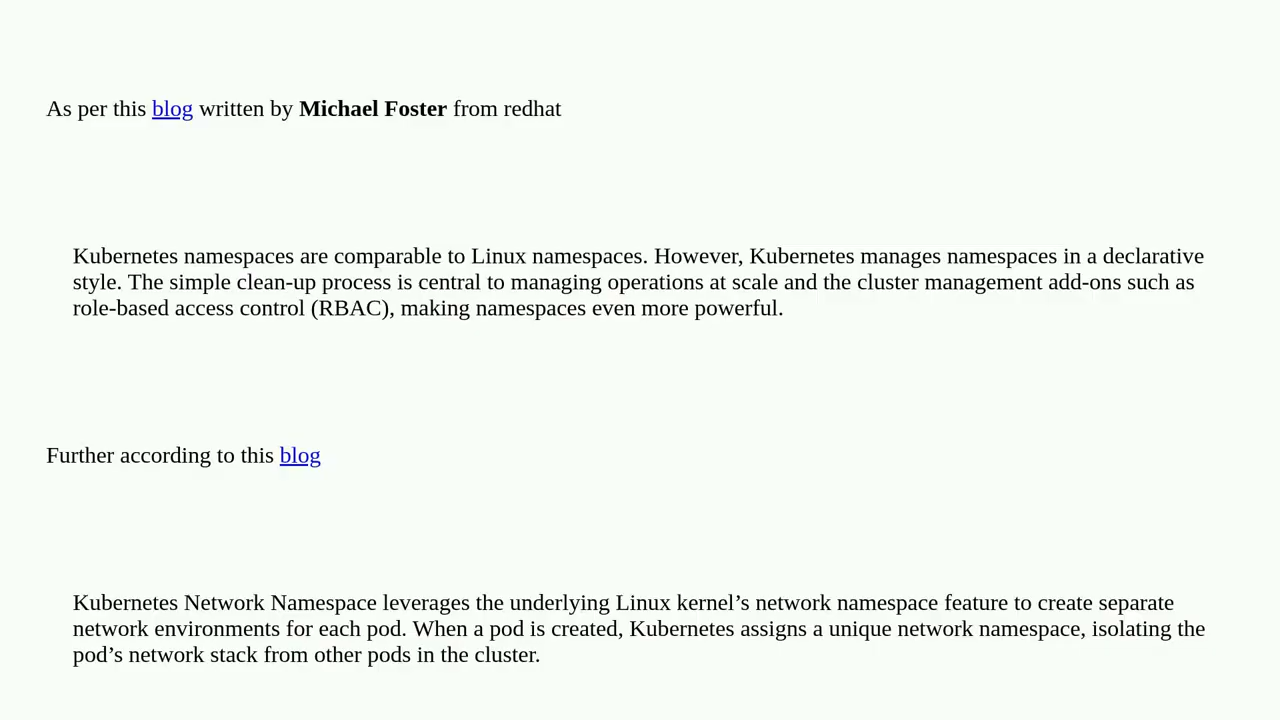 As per this blog written by Michael Foster from redhat
Kubernetes namespaces are comparable to Linux namespaces. However, Kubernetes manages namespaces in a declarative
style. The simple clean-up process is central to managing operations at scale and the cluster management add-ons such as
role-based access control (RBAC), making namespaces even more powerful.
Further according to this blog
Kubernetes Network Namespace leverages the underlying Linux kernel’s network namespace feature to create separate
network environments for each pod. When a pod is created, Kubernetes assigns a unique network namespace, isolating the
pod’s network stack from other pods in the cluster.